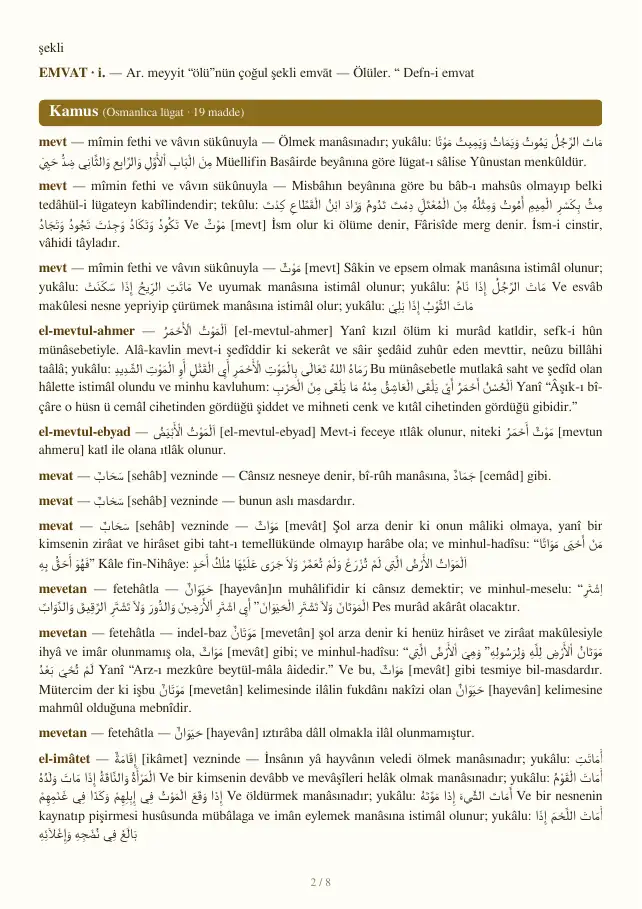 şekli
EMVAT · i. — Ar. meyyit “ölü”nün çoğul şekli emvāt — Ölüler. “ Defn-i emvat
Kamus (Osmanlıca lügat · 19 madde)
mevt — mîmin fethi ve vâvın sükûnuyla — Ölmek manâsınadır; yukâlu: مَاتَ الرَّجُلُ يَمُوتُ وَيَمَاتُ وَيَمِيتُ مَوْتًا
مِنَ الْبَابِ الْأَوَّلِ وَالرَّابِعِ وَالثَّانِي ضِدُّ حَيِيَ Müellifin Basâirde beyânına göre lügat-ı sâlise Yûnustan menkûldür.
mevt — mîmin fethi ve vâvın sükûnuyla — Misbâhın beyânına göre bu bâb-ı mahsûs olmayıp belki
tedâhül-i lügateyn kabîlindendir; tekûlu: مِتُّ بِكَسْرِ الْمِيمِ أَمُوتُ وَمِثْلُهُ مِنَ الْمُعْتَلِّ دِمْتَ تَدُومُ وَزَادَ ابْنُ الْقَطَّاعِ كِدْتَ
تَكُودُ وَتَكَادُ وَجِدْتَ تَجُودُ وَتَجَادُ Ve مَوْتٌ [mevt] İsm olur ki ölüme denir, Fârisîde merg denir. İsm-i cinstir,
vâhidi tâyladır.
mevt — mîmin fethi ve vâvın sükûnuyla — مَوْتٌ [mevt] Sâkin ve epsem olmak manâsına istimâl olunur;
yukâlu: مَاتَتِ الرِّيحُ إِذَا سَكَنَتْ Ve uyumak manâsına istimâl olunur; yukâlu: مَاتَ الرَّجُلُ إِذَا نَامَ Ve esvâb
makûlesi nesne yepriyip çürümek manâsına istimâl olur; yukâlu: مَاتَ الثَّوْبُ إِذَا بَلِيَ
el-mevtul-ahmer — اَلْمَوْتُ الْأَحْمَرُ [el-mevtul-ahmer] Yanî kızıl ölüm ki murâd katldir, sefk-i hûn
münâsebetiyle. Alâ-kavlin mevt-i şedîddir ki sekerât ve sâir şedâid zuhûr eden mevttir, neûzu billâhi
taâlâ; yukâlu: رَمَاهُ اللهُ تَعَالَى بِالْمَوْتِ الْأَحْمَرِ أَيِ الْقَتْلِ أَوِ الْمَوْتِ الشَّدِيدِ Bu münâsebetle mutlakâ saht ve şedîd olan
hâlette istimâl olundu ve minhu kavluhum: اَلْحُسْنُ أَحْمَرُ أَيْ يَلْقَى الْعَاشِقُ مِنْهُ مَا يَلْقَى مِنَ الْحَرْبِ Yanî “Âşık-ı bî-
çâre o hüsn ü cemâl cihetinden gördüğü şiddet ve mihneti cenk ve kıtâl cihetinden gördüğü gibidir.”
el-mevtul-ebyad — اَلْمَوْتُ الْأَبْيَضُ [el-mevtul-ebyad] Mevt-i feceye ıtlâk olunur, niteki مَوْتٌ أَحْمَرُ [mevtun
ahmeru] katl ile olana ıtlâk olunur.
mevat — سَحَابٌ [sehâb] vezninde — Cânsız nesneye denir, bî-rûh manâsına, جَمَادٌ [cemâd] gibi.
mevat — سَحَابٌ [sehâb] vezninde — bunun aslı masdardır.
mevat — سَحَابٌ [sehâb] vezninde — مَوَاتٌ [mevât] Şol arza denir ki onun mâliki olmaya, yanî bir
kimsenin zirâat ve hirâset gibi taht-ı temellükünde olmayıp harâbe ola; ve minhul-hadîsu: “مَنْ أَحْيَى مَوَاتًا
فَهُوَ أَحَقُّ بِهِ” Kâle fin-Nihâye: اَلْمَوَاتُ الْأَرْضُ الَّتِي لَمْ تُزْرَعْ وَلَمْ تُعْمَرْ وَلاَ جَرَى عَلَيْهَا مُلْكُ أَحَدٍ
mevetan — fetehâtla — حَيَوَانٌ [hayevan]ın muhâlifidir ki cânsız demektir; ve minhul-meselu: “اِشْتَرِ
الْمَوَتَانَ وَلاَ تَشْتَرِ الْحَيَوَانَ” أَيِ اشْتَرِ الْأَرَضِينَ وَالدُّورَ وَلاَ تَشْتَرِ الرَّقِيقَ وَالدَّوَابَّ Pes murâd akârât olacaktır.
mevetan — fetehâtla — indel-baz مَوَتَانٌ [mevetân] şol arza denir ki henüz hirâset ve zirâat makûlesiyle
ihyâ ve imâr olunmamış ola, مَوَاتٌ [mevât] gibi; ve minhul-hadîsu: “مَوَتَانُ الْأَرْضِ لِلَّهِ وَلِرَسُولِهِ” وَهِيَ الْأَرْضُ الَّتِي
لَمْ تُحْيَ بَعْدُ Yanî “Arz-ı mezkûre beytül-mâla âidedir.” Ve bu, مَوَاتٌ [mevât] gibi tesmiye bil-masdardır.
Mütercim der ki işbu مَوَتَانٌ [mevetân] kelimesinde ilâlin fukdânı nakîzi olan حَيَوَانٌ [hayevân] kelimesine
mahmûl olduğuna mebnîdir.
mevetan — fetehâtla — حَيَوَانٌ [hayevân] ıztırâba dâll olmakla ilâl olunmamıştur.
el-imâtet — إِقَامَةٌ [ikâmet] vezninde — İnsânın yâ hayvânın veledi ölmek manâsınadır; yukâlu: أَمَاتَتِ
الْمَرْأَةُ وَالنَّاقَةُ إِذَا مَاتَ وَلَدُهُ Ve bir kimsenin devâbb ve mevâşîleri helâk olmak manâsınadır; yukâlu: أَمَاتَ الْقَوْمُ
إِذَا وَقَعَ الْمَوْتُ فِي إِبِلِهِمْ وَكَذَا فِي غَنَمِهِمْ Ve öldürmek manâsınadır; yukâlu: أَمَاتَ الشَّيْءَ إِذَا مَوَّتَهُ Ve bir nesnenin
kaynatıp pişirmesi husûsunda mübâlaga ve imân eylemek manâsına istimâl olunur; yukâlu: أَمَاتَ اللَّحْمَ إِذَا
بَالَغَ فِي نُضْجِهِ وَإِغْلاَئِهِ
2 / 8